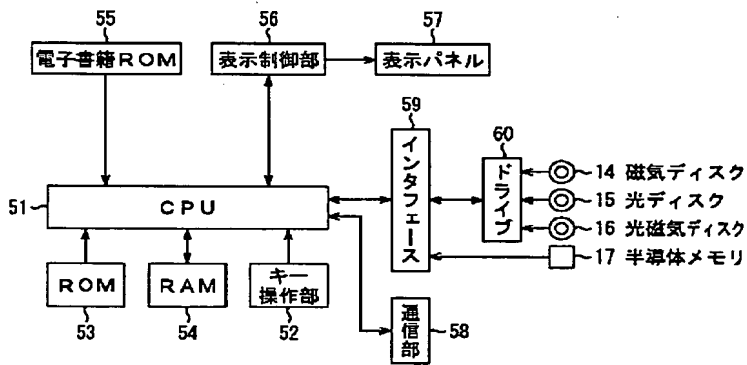 55
56
57
電子書籍ROM
表示制御部
表示パネル
59
インタフェース
60
ドライブ
14 磁気ディスク
15 光ディスク
16 光磁気ディスク
17 半導体メモリ
51
CPU
ROM
RAM
キー
操作部
53
54
52
通信部
58